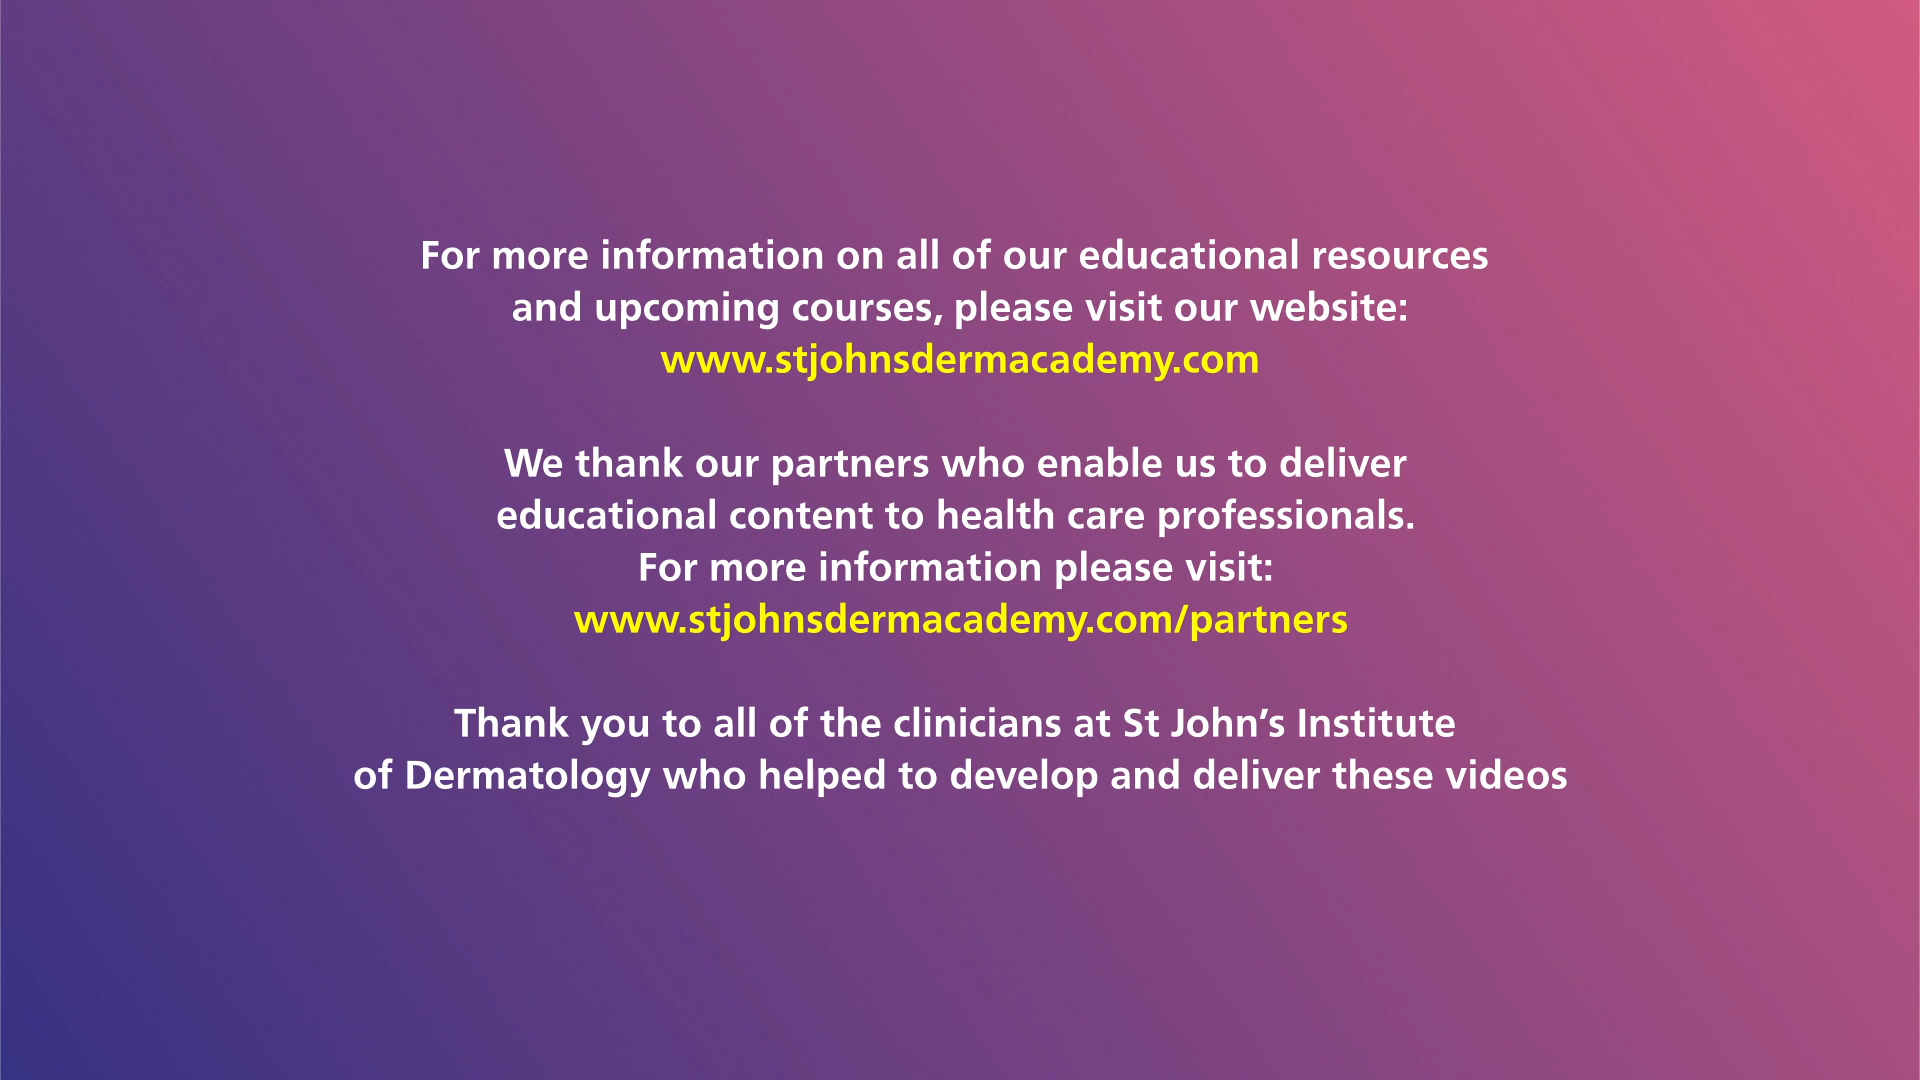 For more information on all of our educational resources
and upcoming courses, please visit our website:
www.stjohnsdermacademy.com
We thank our partners who enable us to deliver
educational content to health care professionals.
For more information please visit:
www.stjohnsdermacademy.com/partners
Thank you to all of the clinicians at St John’s Institute
of Dermatology who helped to develop and deliver these videos